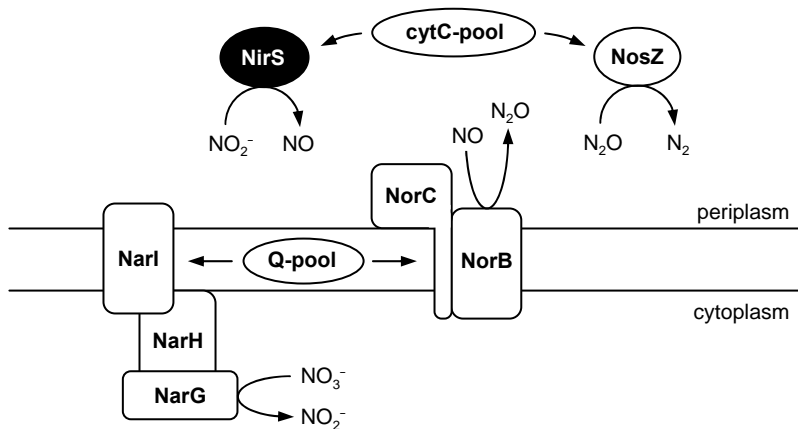 cytC-pool
NirS
NosZ
NO₂⁻ NO
NO N₂O
N₂O N₂
NorC
periplasm
NarI
Q-pool
NorB
cytoplasm
NarH
NarG
NO₃⁻
NO₂⁻